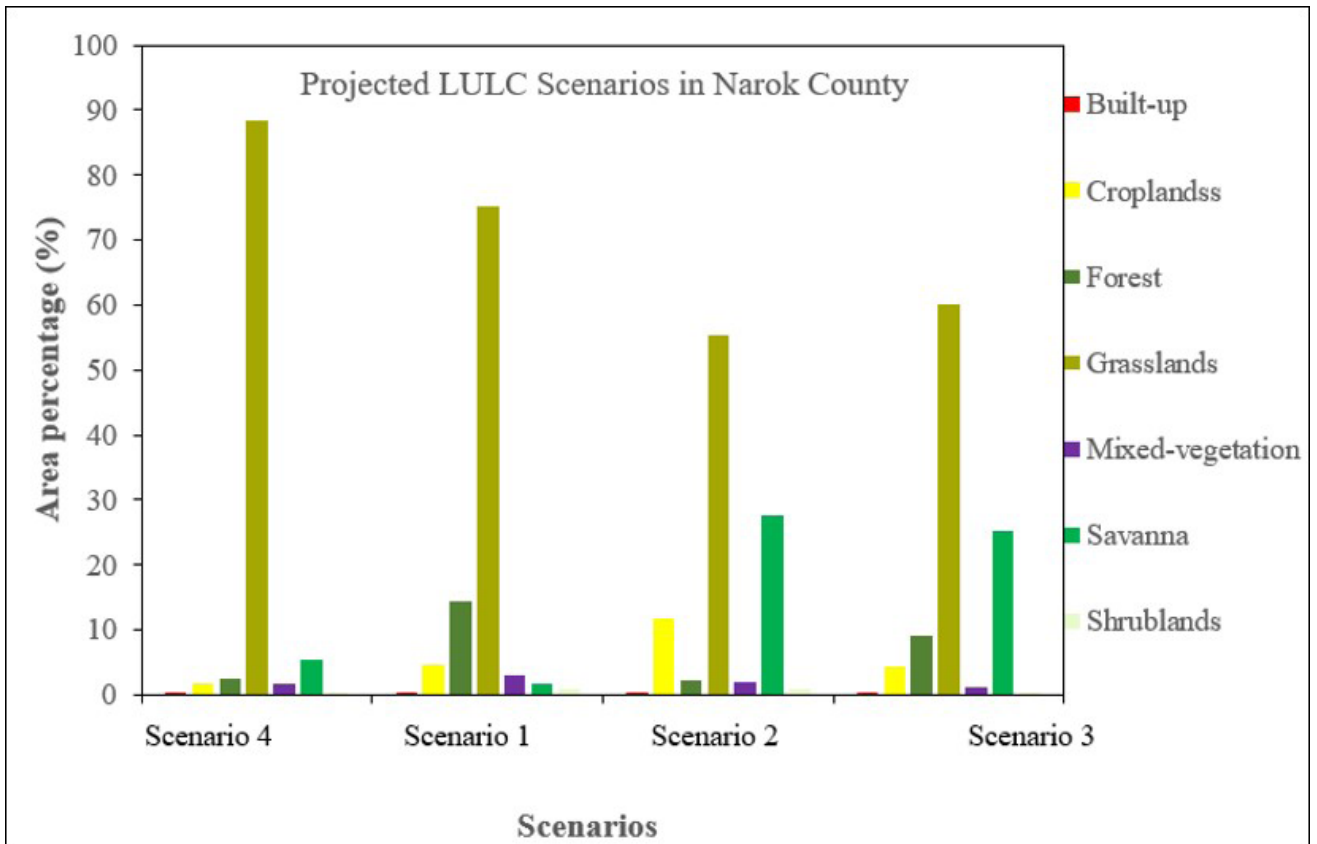 Projected LULC Scenarios in Narok County
Area percentage (%)
100
90
80
70
60
50
40
30
20
10
0
Scenario 4
Scenario 1
Scenario 2
Scenario 3
Scenarios
Built-up
Croplandss
Forest
Grasslands
Mixed-vegetation
Savanna
Shrublands